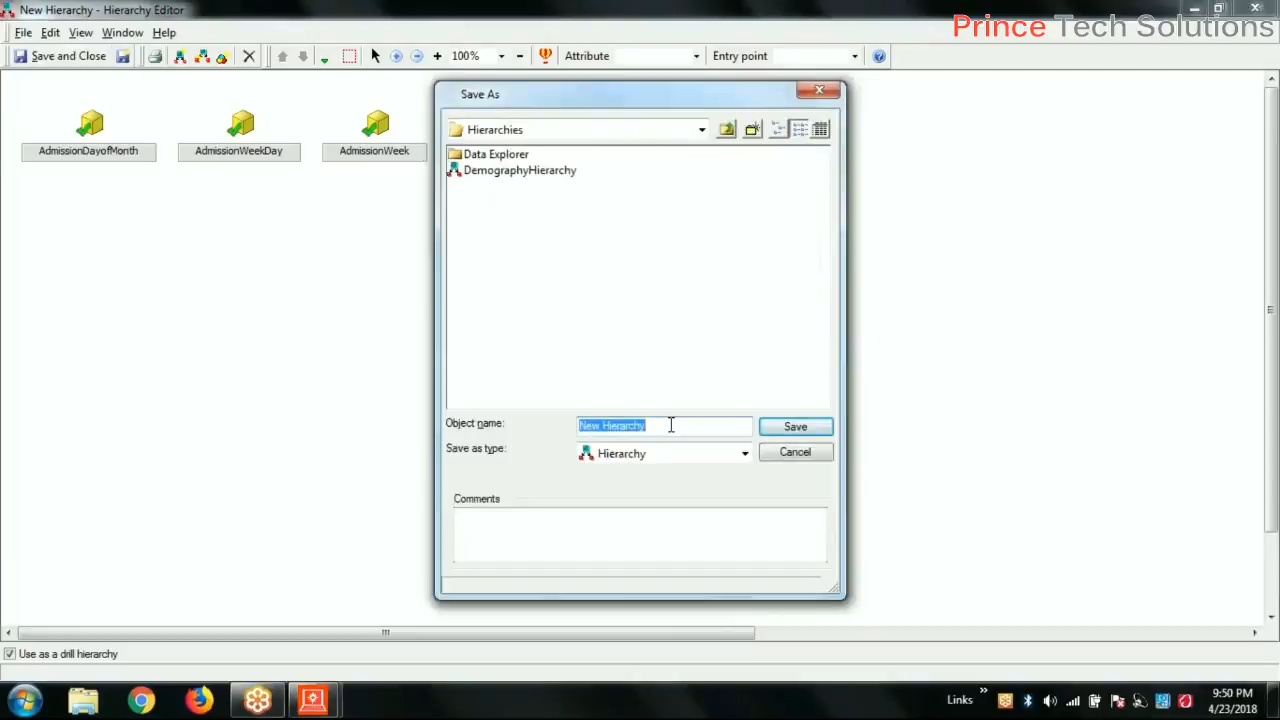 New Hierarchy - Hierarchy Editor
Prince Tech Solutions
File Edit View Window Help
Save and Close 100% Attribute Entry point
Save As
Hierarchies
AdmissionDayofMonth AdmissionWeekDay AdmissionWeek
Data Explorer
DemographyHierarchy
Object name: New Hierarchy Save
Save as type: Hierarchy Cancel
Comments
Use as a drill hierarchy
Links » 9:50 PM
4/23/2018